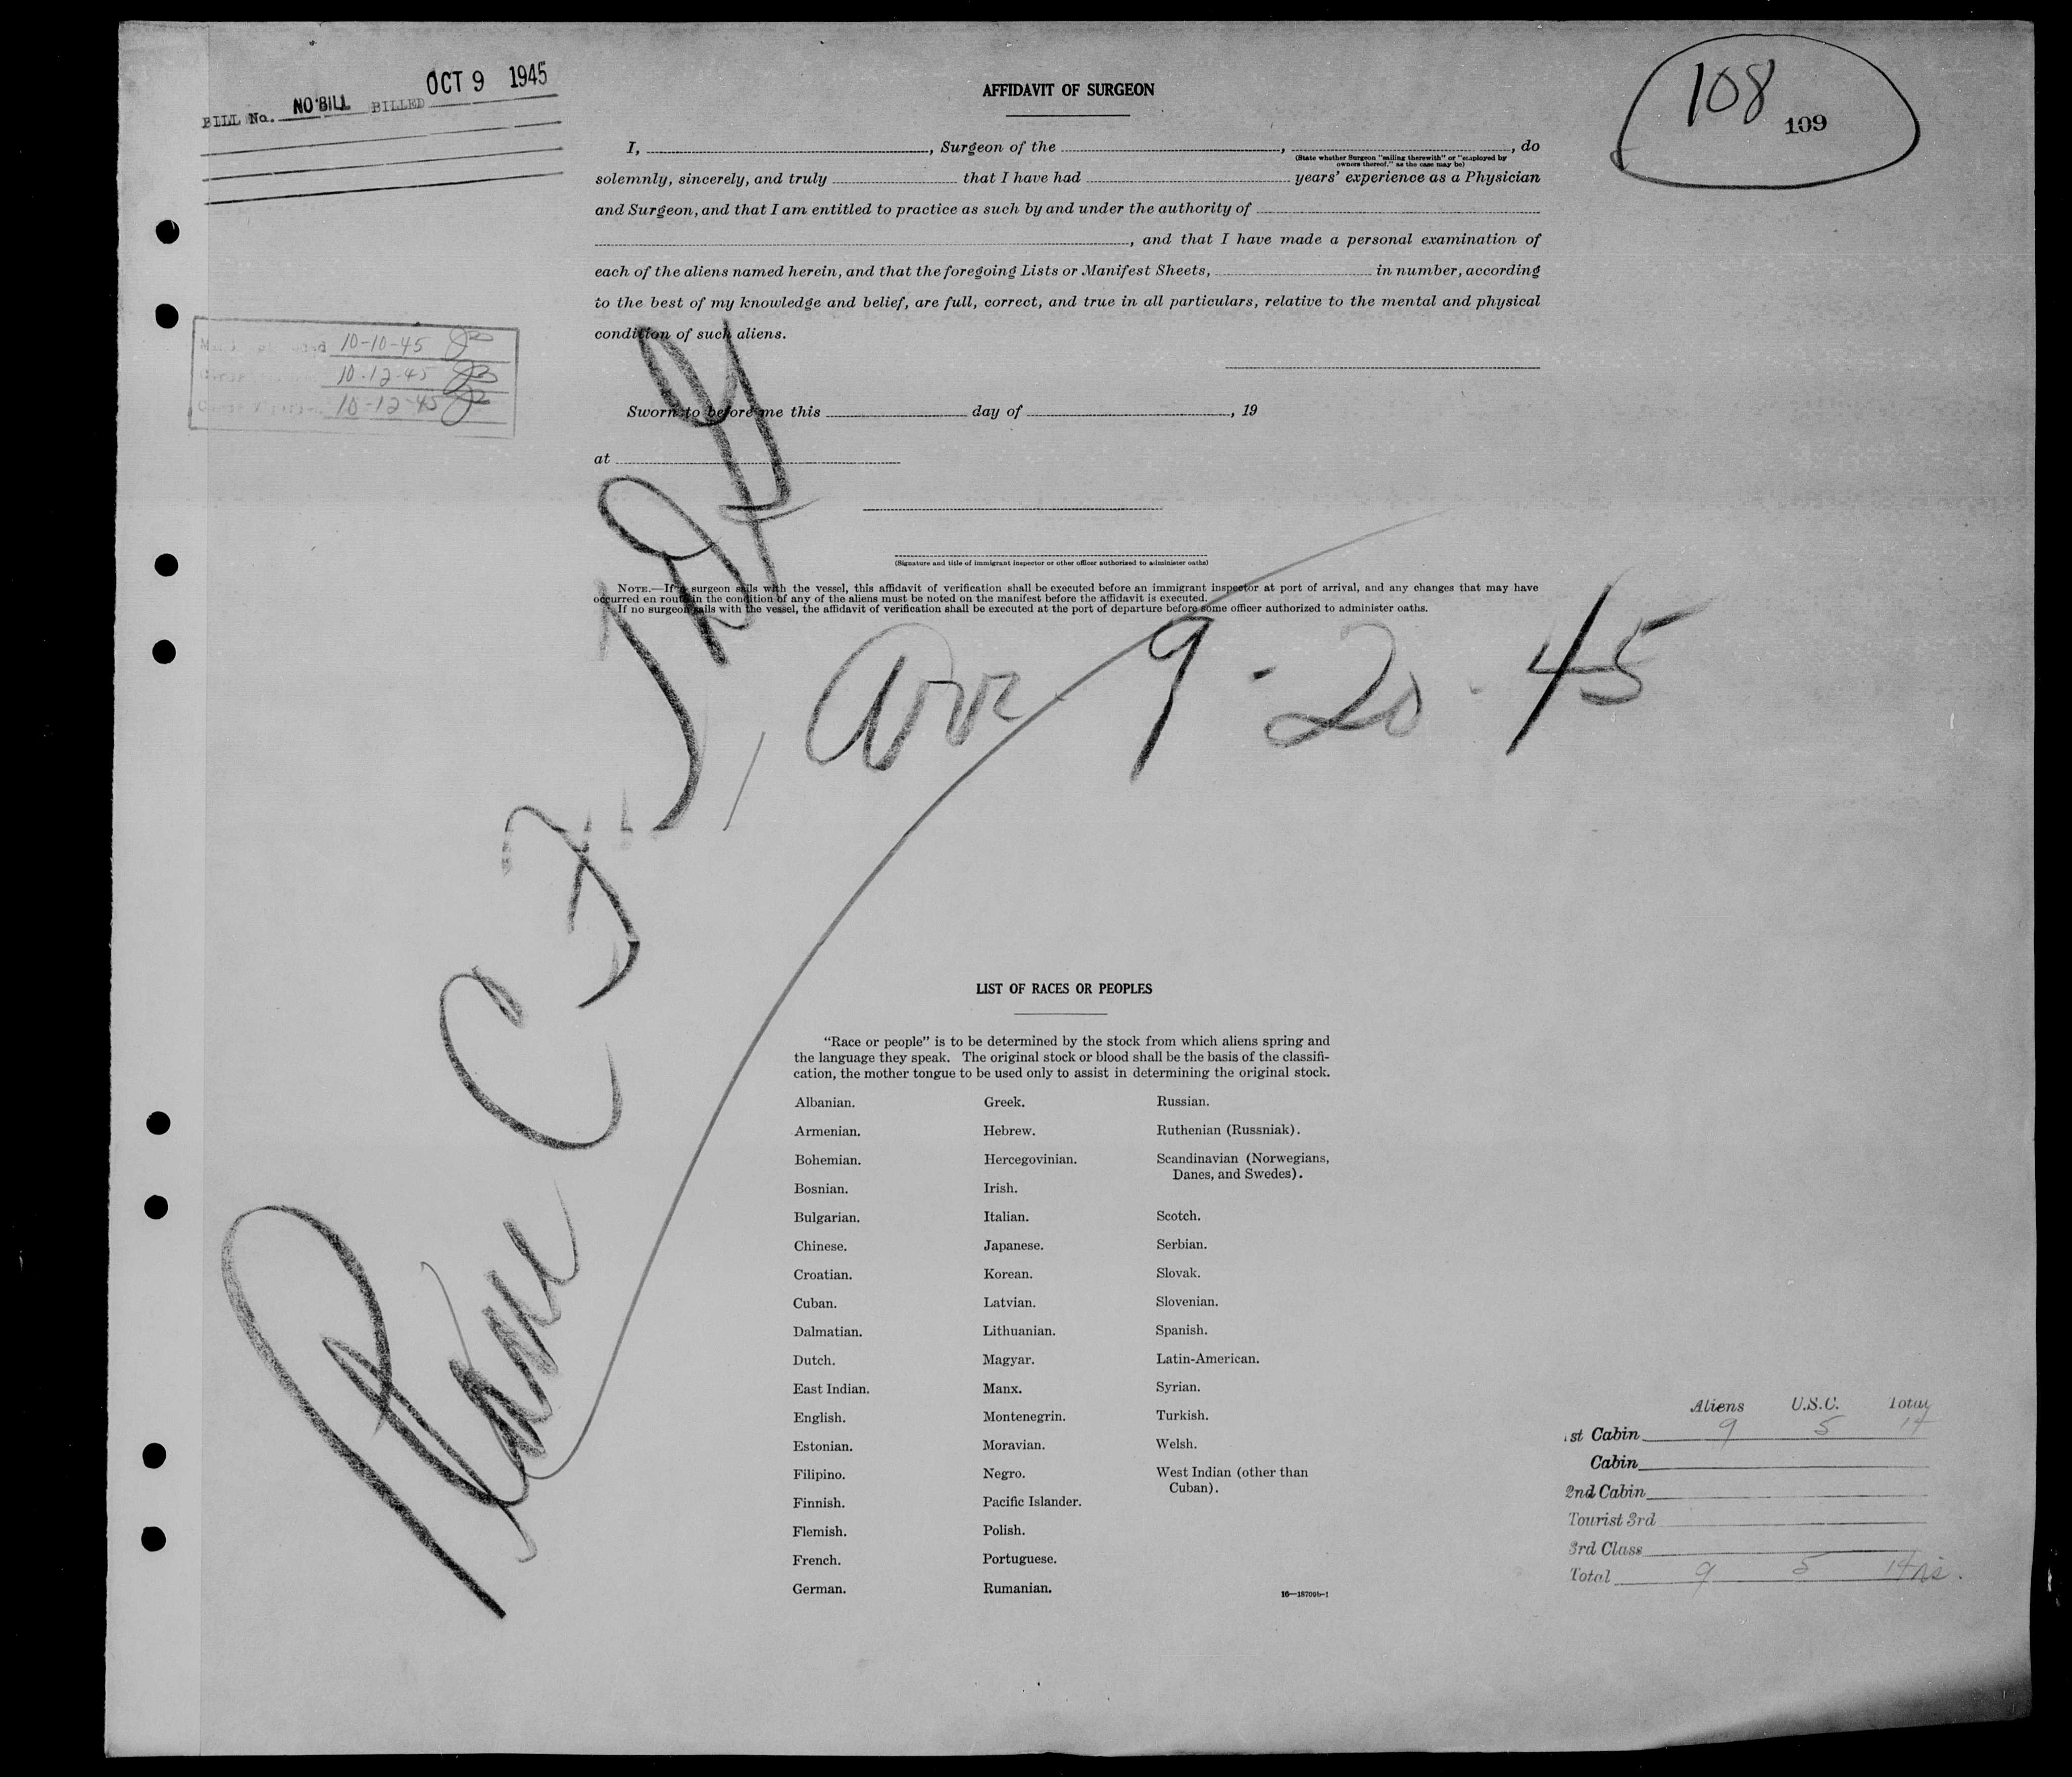 OCT 9 1945
BILL No. NO BILL BILLED
108
109
AFFIDAVIT OF SURGEON
I, , Surgeon of the , , do
(State whether Surgeon "sailing therewith" or "employed by
owners thereof," as the case may be)
solemnly, sincerely, and truly that I have had years' experience as a Physician
and Surgeon, and that I am entitled to practice as such by and under the authority of
, and that I have made a personal examination of
each of the aliens named herein, and that the foregoing Lists or Manifest Sheets, in number, according
to the best of my knowledge and belief, are full, correct, and true in all particulars, relative to the mental and physical
condition of such aliens.
10-10-45
10-12-45
10-12-45
Sworn to before me this day of , 19
at
(Signature and title of immigrant inspector or other officer authorized to administer oaths)
NOTE.—If a surgeon sails with the vessel, this affidavit of verification shall be executed before an immigrant inspector at port of arrival, and any changes that may have
occurred en route in the condition of any of the aliens must be noted on the manifest before the affidavit is executed.
If no surgeon sails with the vessel, the affidavit of verification shall be executed at the port of departure before some officer authorized to administer oaths.
Plane C F
arr 9-20-45
LIST OF RACES OR PEOPLES
"Race or people" is to be determined by the stock from which aliens spring and
the language they speak. The original stock or blood shall be the basis of the classifi-
cation, the mother tongue to be used only to assist in determining the original stock.
Albanian. Greek. Russian.
Armenian. Hebrew. Ruthenian (Russniak).
Bohemian. Hercegovinian. Scandinavian (Norwegians,
Danes, and Swedes).
Bosnian. Irish.
Bulgarian. Italian. Scotch.
Chinese. Japanese. Serbian.
Croatian. Korean. Slovak.
Cuban. Latvian. Slovenian.
Dalmatian. Lithuanian. Spanish.
Dutch. Magyar. Latin-American.
East Indian. Manx. Syrian.
English. Montenegrin. Turkish.
Estonian. Moravian. Welsh.
Filipino. Negro. West Indian (other than
Cuban).
Finnish. Pacific Islander.
Flemish. Polish.
French. Portuguese.
German. Rumanian.
16—18709b-1
Aliens U.S.C. Total
1st Cabin 9 5 14
Cabin
2nd Cabin
Tourist 3rd
3rd Class
Total 9 5 14